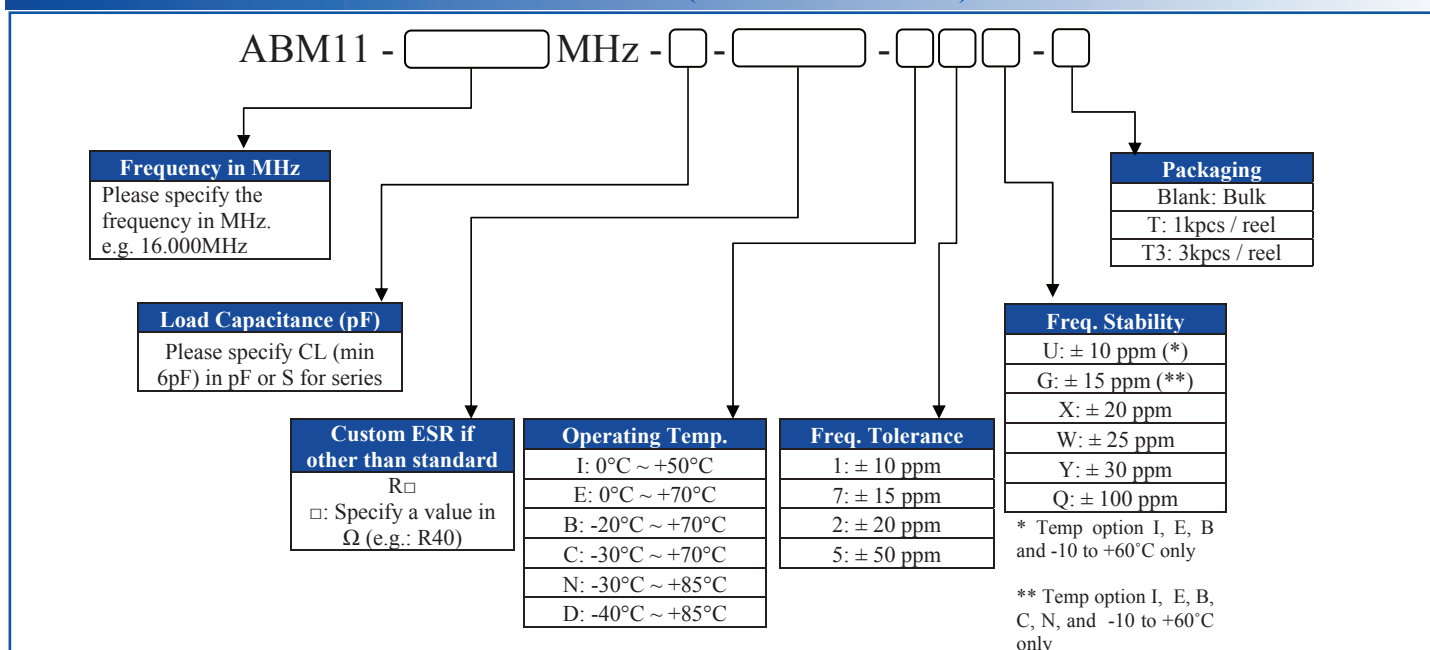 ABM11 - MHz - - - -
Frequency in MHz
Please specify the
frequency in MHz.
e.g. 16.000MHz
Packaging
Blank: Bulk
T: 1kpcs / reel
T3: 3kpcs / reel
Load Capacitance (pF)
Please specify CL (min
6pF) in pF or S for series
Custom ESR if
other than standard
R□
□: Specify a value in
Ω (e.g.: R40)
Operating Temp.
I: 0°C ~ +50°C
E: 0°C ~ +70°C
B: -20°C ~ +70°C
C: -30°C ~ +70°C
N: -30°C ~ +85°C
D: -40°C ~ +85°C
Freq. Tolerance
1: ± 10 ppm
7: ± 15 ppm
2: ± 20 ppm
5: ± 50 ppm
Freq. Stability
U: ± 10 ppm (*)
G: ± 15 ppm (**)
X: ± 20 ppm
W: ± 25 ppm
Y: ± 30 ppm
Q: ± 100 ppm
* Temp option I, E, B
and -10 to +60˚C only
** Temp option I, E, B,
C, N, and -10 to +60˚C
only